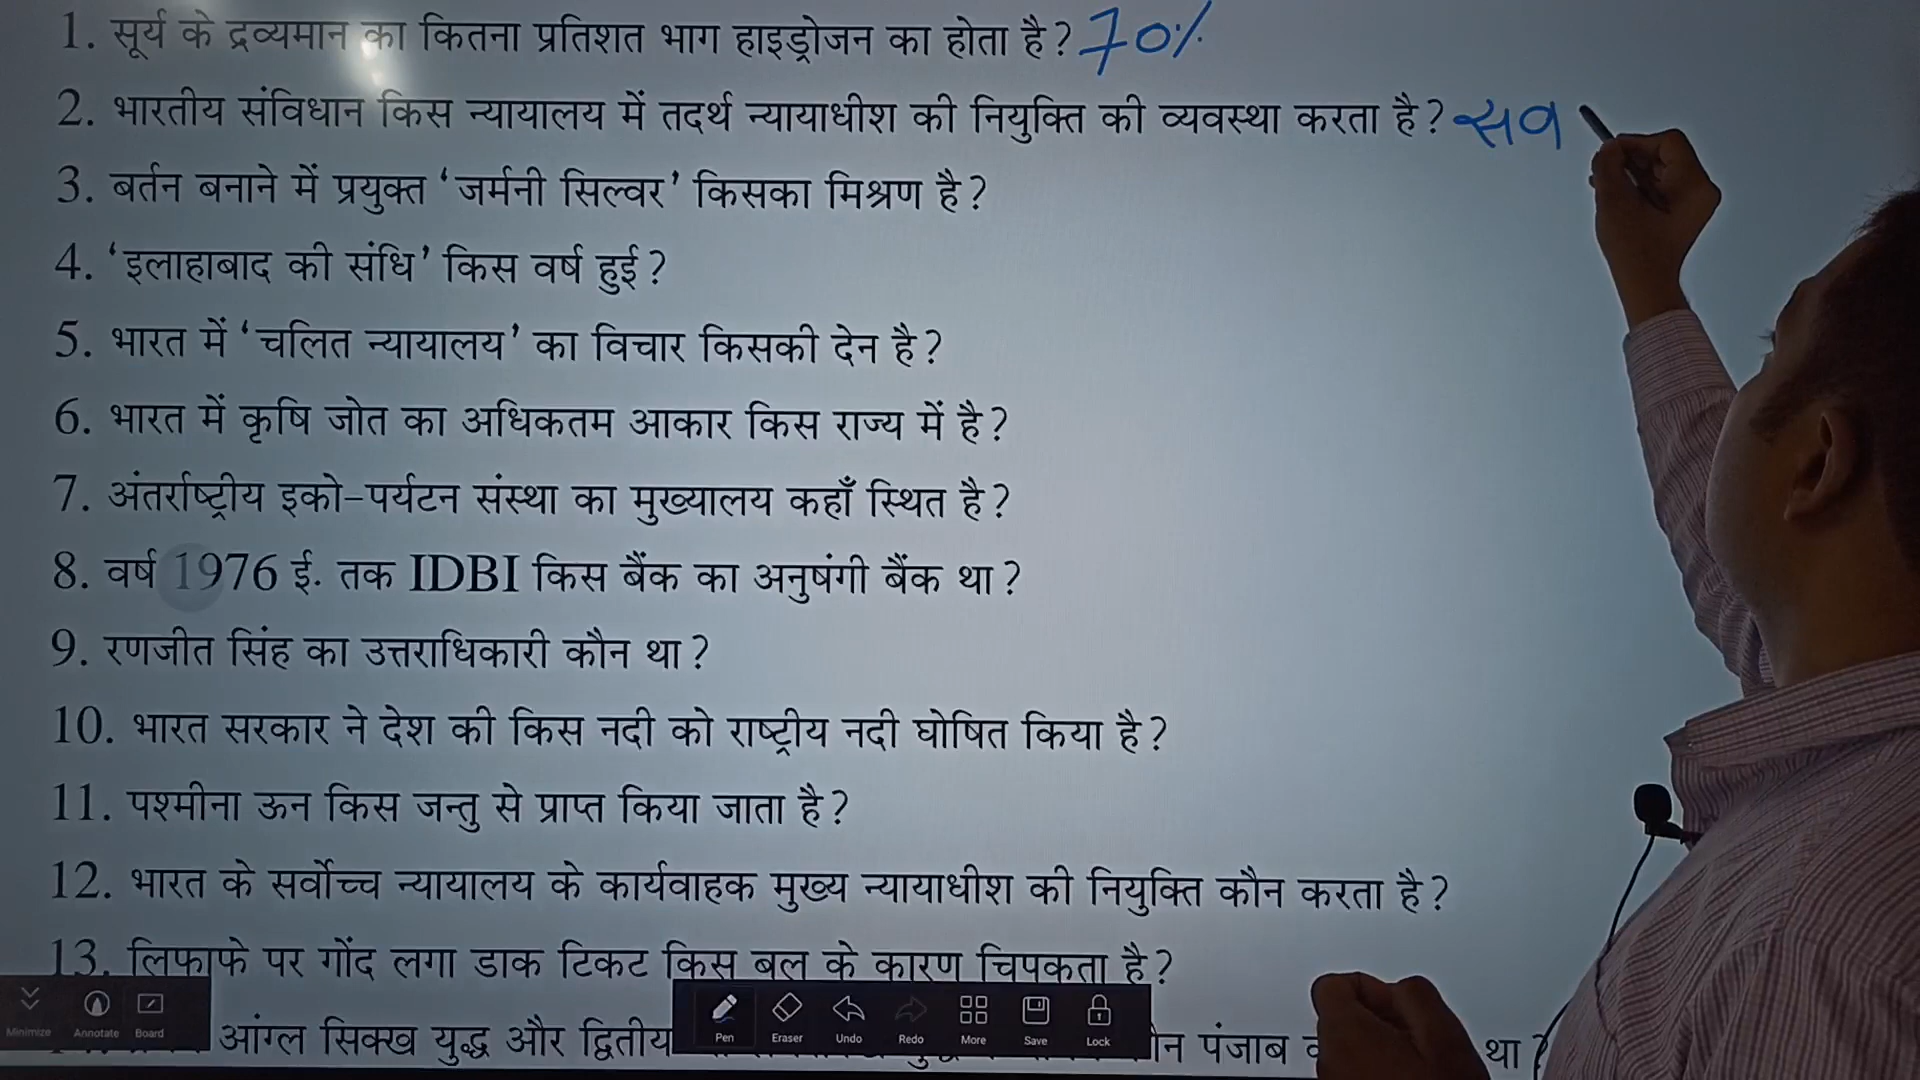 1. सूर्य के द्रव्यमान का कितना प्रतिशत भाग हाइड्रोजन का होता है? 70%
2. भारतीय संविधान किस न्यायालय में तदर्थ न्यायाधीश की नियुक्ति की व्यवस्था करता है? सव
3. बर्तन बनाने में प्रयुक्त 'जर्मनी सिल्वर' किसका मिश्रण है?
4. 'इलाहाबाद की संधि' किस वर्ष हुई?
5. भारत में 'चलित न्यायालय' का विचार किसकी देन है?
6. भारत में कृषि जोत का अधिकतम आकार किस राज्य में है?
7. अंतर्राष्ट्रीय इको-पर्यटन संस्था का मुख्यालय कहाँ स्थित है?
8. वर्ष 1976 ई. तक IDBI किस बैंक का अनुषंगी बैंक था?
9. रणजीत सिंह का उत्तराधिकारी कौन था?
10. भारत सरकार ने देश की किस नदी को राष्ट्रीय नदी घोषित किया है?
11. पश्मीना ऊन किस जन्तु से प्राप्त किया जाता है?
12. भारत के सर्वोच्च न्यायालय के कार्यवाहक मुख्य न्यायाधीश की नियुक्ति कौन करता है?
13. लिफाफे पर गोंद लगा डाक टिकट किस बल के कारण चिपकता है?
आंग्ल सिक्ख युद्ध और द्वितीय पंजाब था?
Minimize Annotate Board Pen Eraser Undo Redo More Save Lock